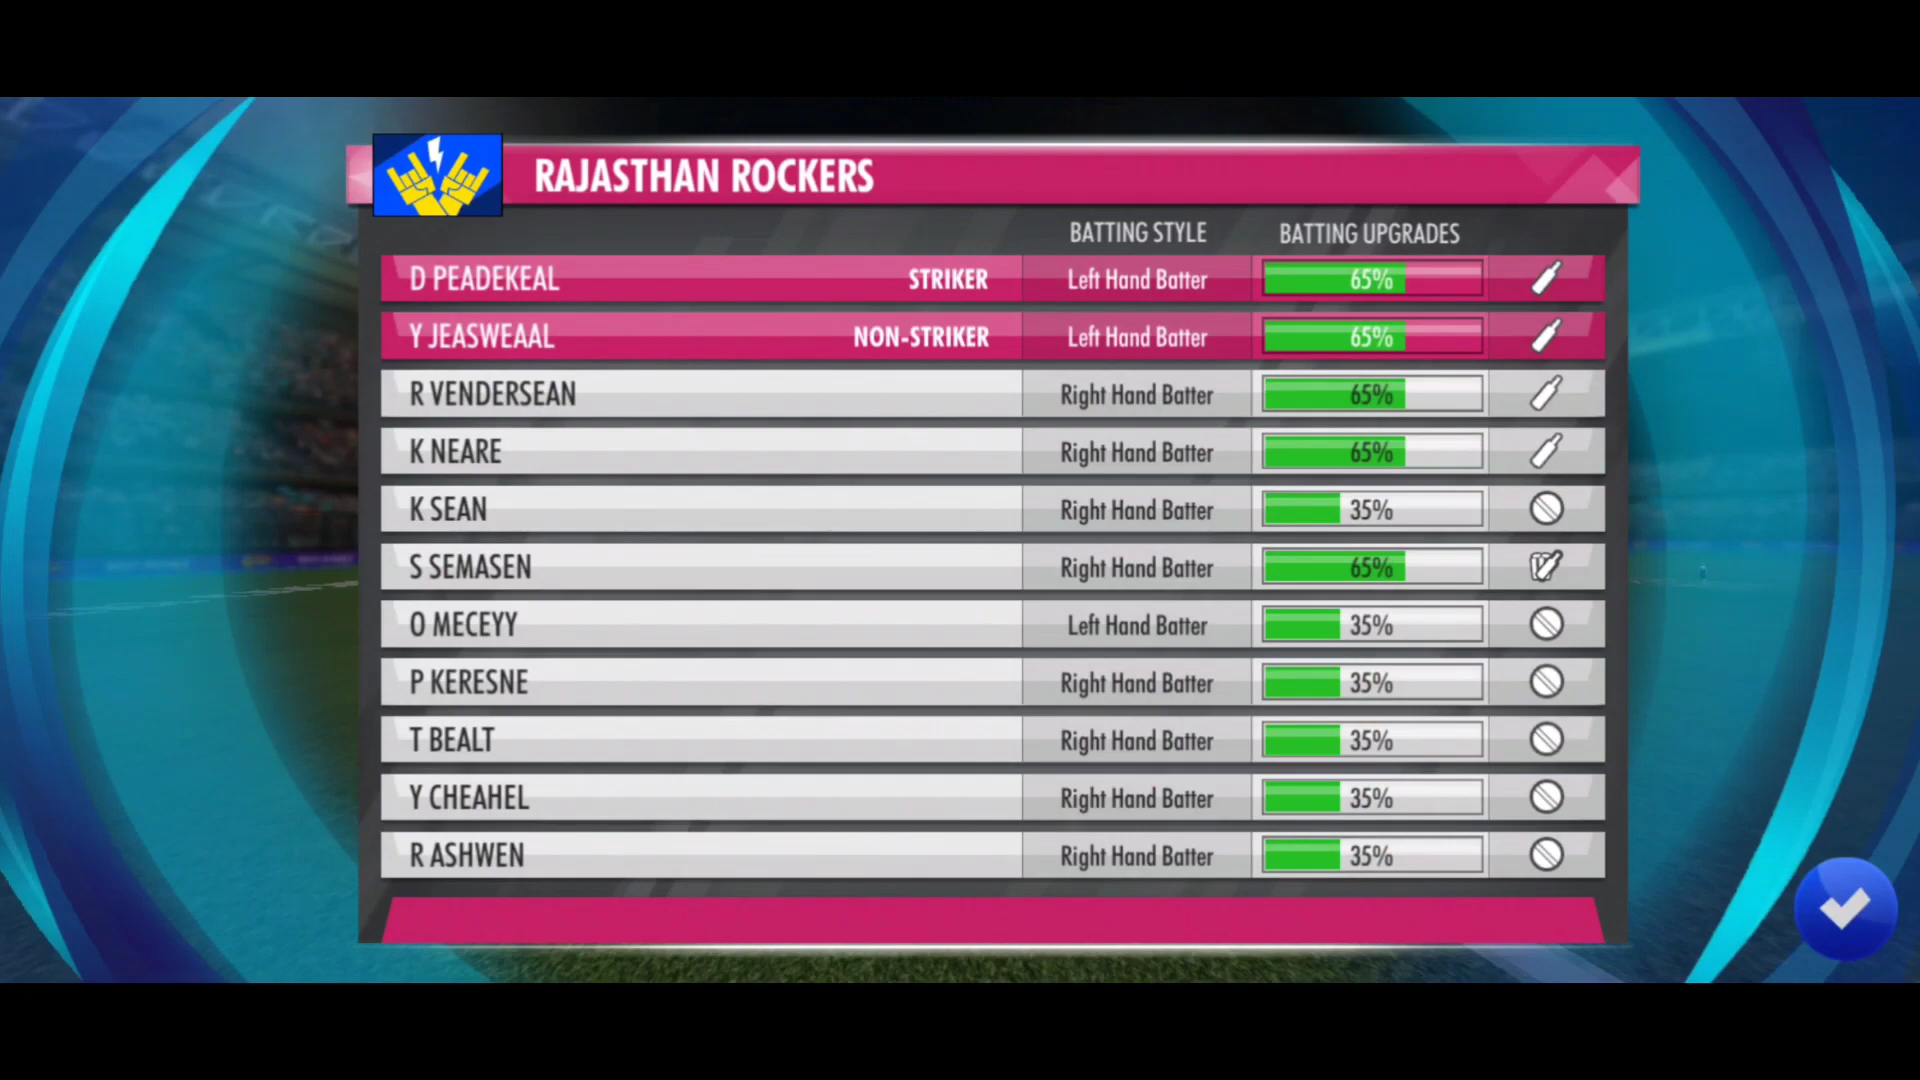 RAJASTHAN ROCKERS
BATTING STYLE BATTING UPGRADES
D PEADEKEAL STRIKER Left Hand Batter 65%
Y JEASWEAAL NON-STRIKER Left Hand Batter 65%
R VENDERSEAN Right Hand Batter 65%
K NEARE Right Hand Batter 65%
K SEAN Right Hand Batter 35%
S SEMASEN Right Hand Batter 65%
O MECEYY Left Hand Batter 35%
P KERESNE Right Hand Batter 35%
T BEALT Right Hand Batter 35%
Y CHEAHEL Right Hand Batter 35%
R ASHWEN Right Hand Batter 35%